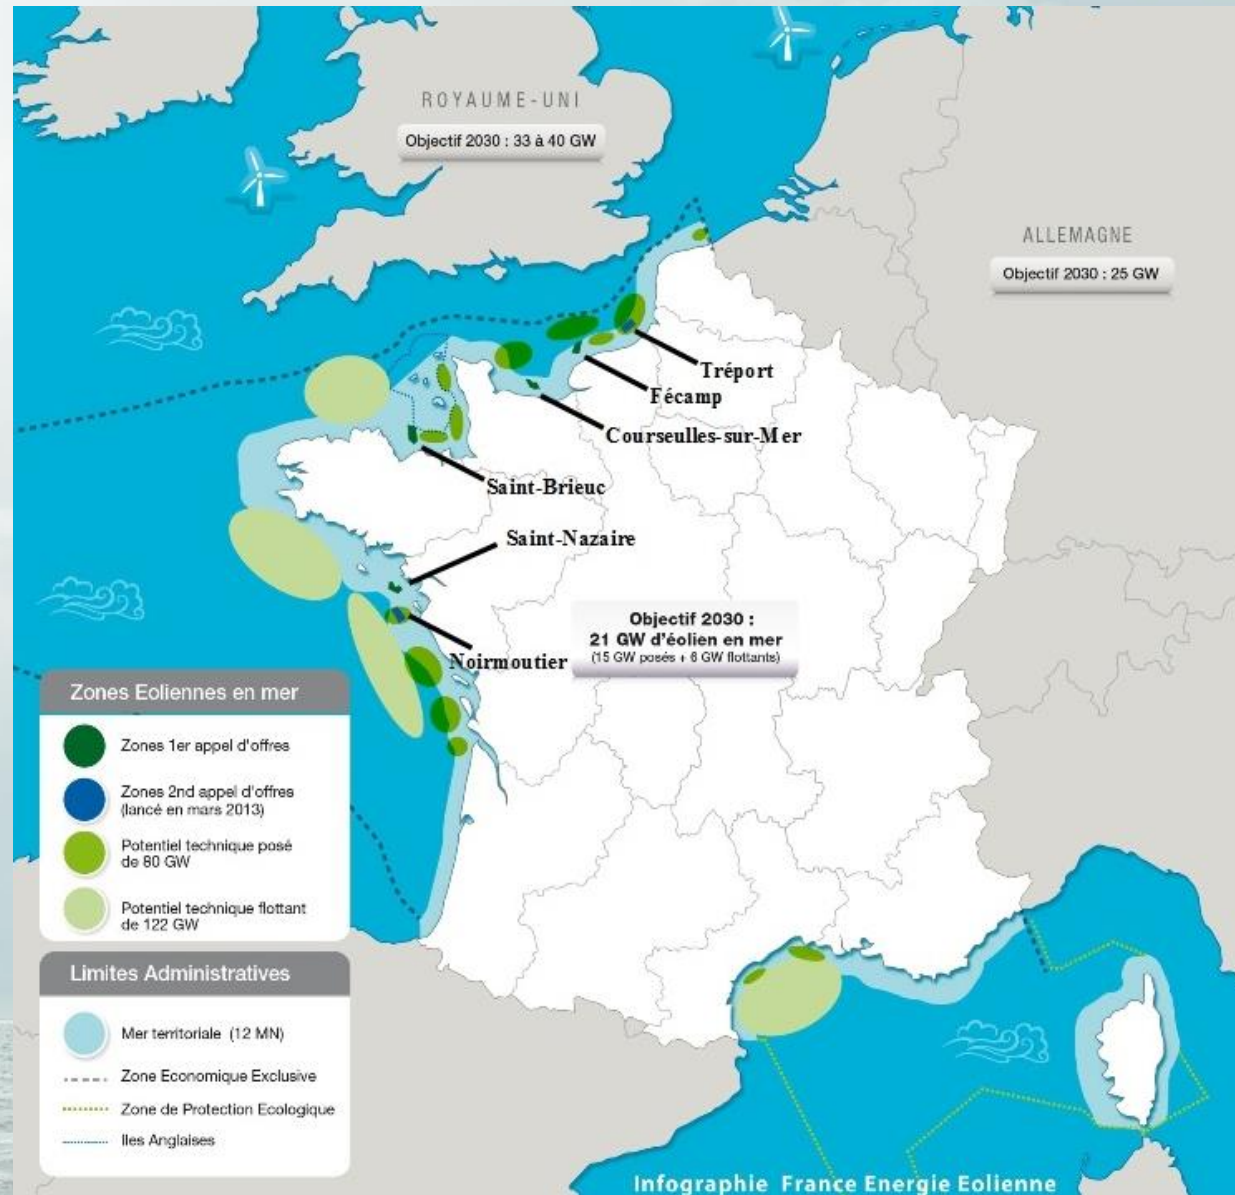 ROYAUME-UNI
Objectif 2030 : 33 à 40 GW
ALLEMAGNE
Objectif 2030 : 25 GW
Tréport
Fécamp
Courseulles-sur-Mer
Saint-Brieuc
Saint-Nazaire
Noirmoutier
Objectif 2030 :
21 GW d'éolien en mer
(15 GW posés + 6 GW flottants)
Zones Eoliennes en mer
Zones 1er appel d'offres
Zones 2nd appel d'offres
(lancé en mars 2013)
Potentiel technique posé
de 80 GW
Potentiel technique flottant
de 122 GW
Limites Administratives
Mer territoriale (12 MN)
Zone Economique Exclusive
Zone de Protection Ecologique
Iles Anglaises
Infographie France Energie Eolienne